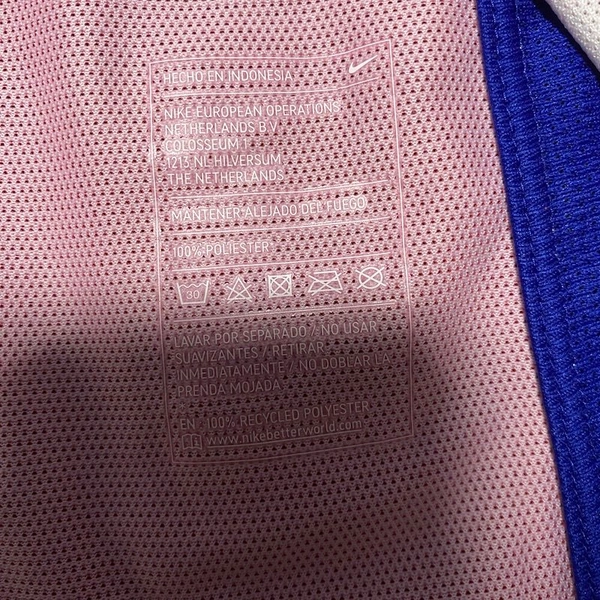 HECHO EN INDONESIA
NIKE EUROPEAN OPERATIONS
NETHERLANDS B.V.
COLOSSEUM 1
1213 NL HILVERSUM
THE NETHERLANDS
MANTENER ALEJADO DEL FUEGO
100% POLIESTER
30
LAVAR POR SEPARADO / NO USAR
SUAVIZANTES / RETIRAR
INMEDIATAMENTE / NO DOBLAR LA
PRENDA MOJADA
EN - 100% RECYCLED POLYESTER
www.nikebetterworld.com